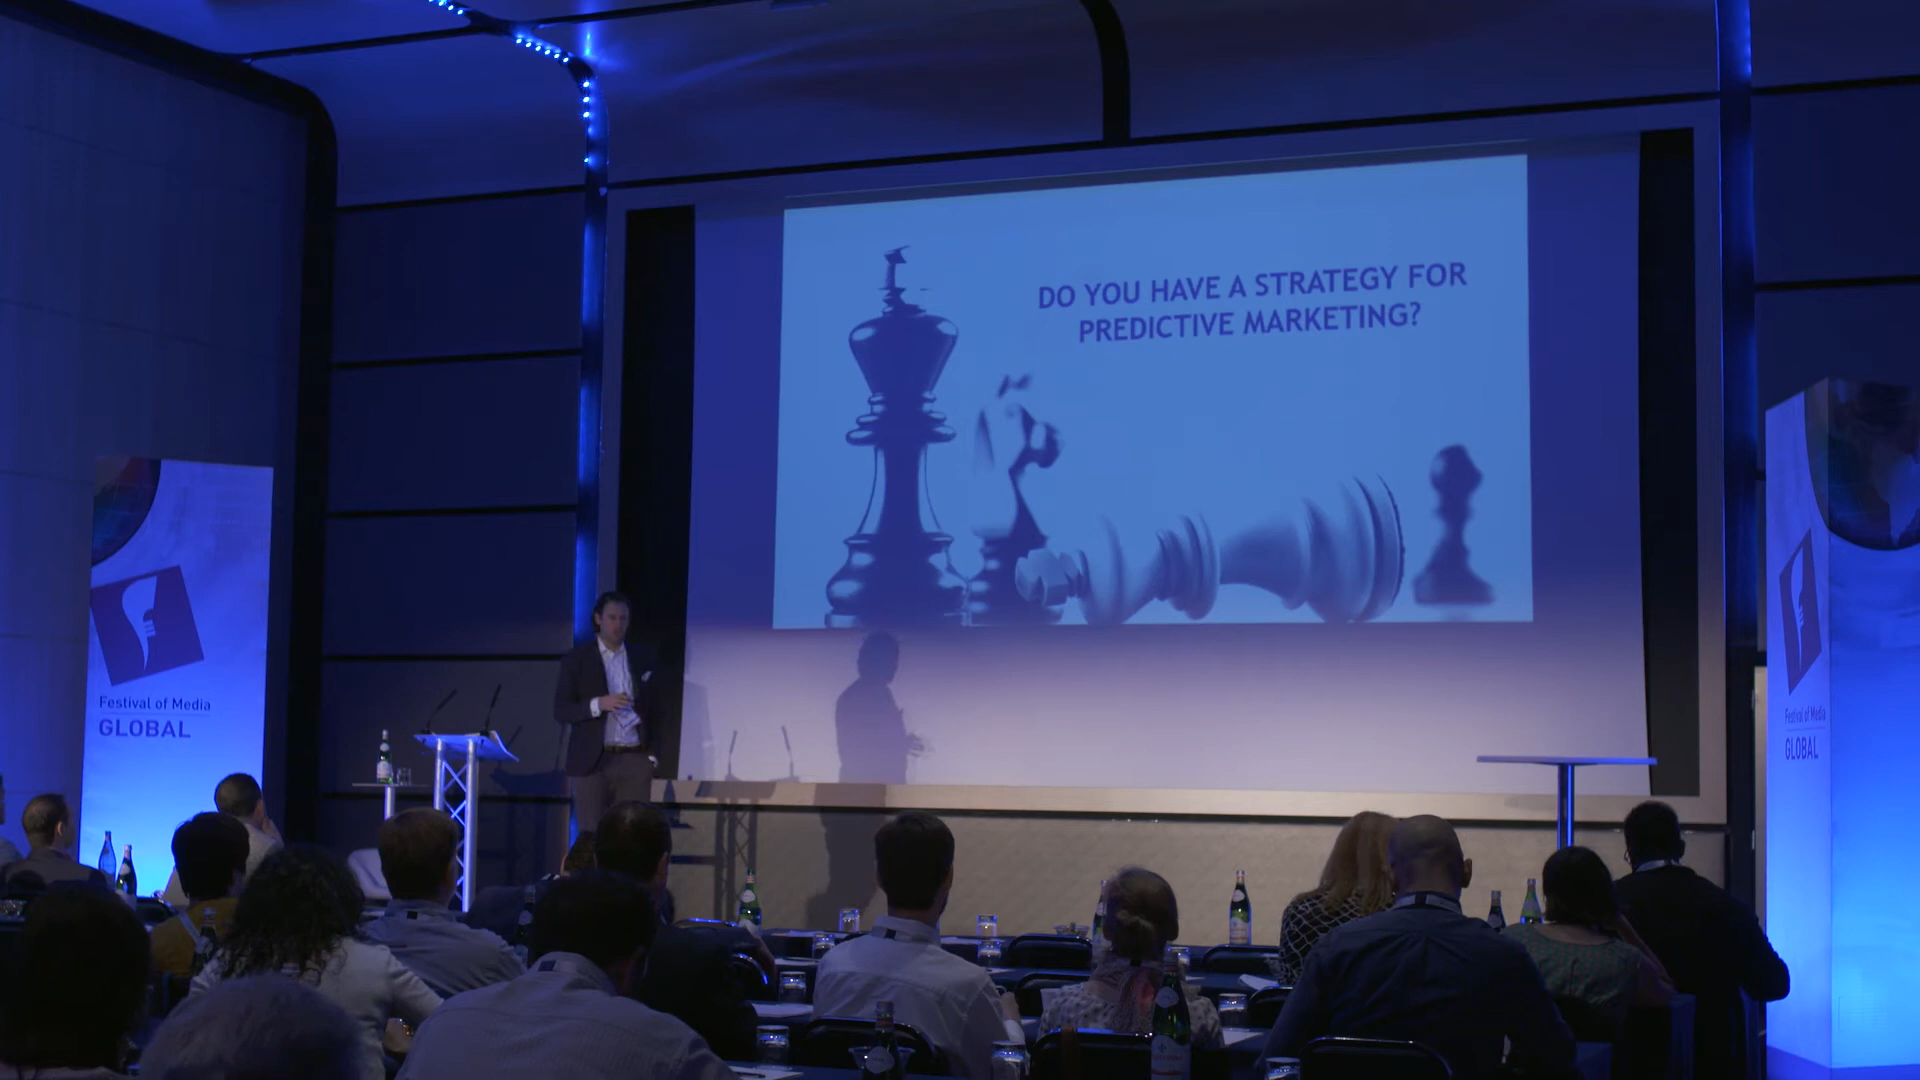 DO YOU HAVE A STRATEGY FOR
PREDICTIVE MARKETING?
Festival of Media
GLOBAL
Festival of Media
GLOBAL